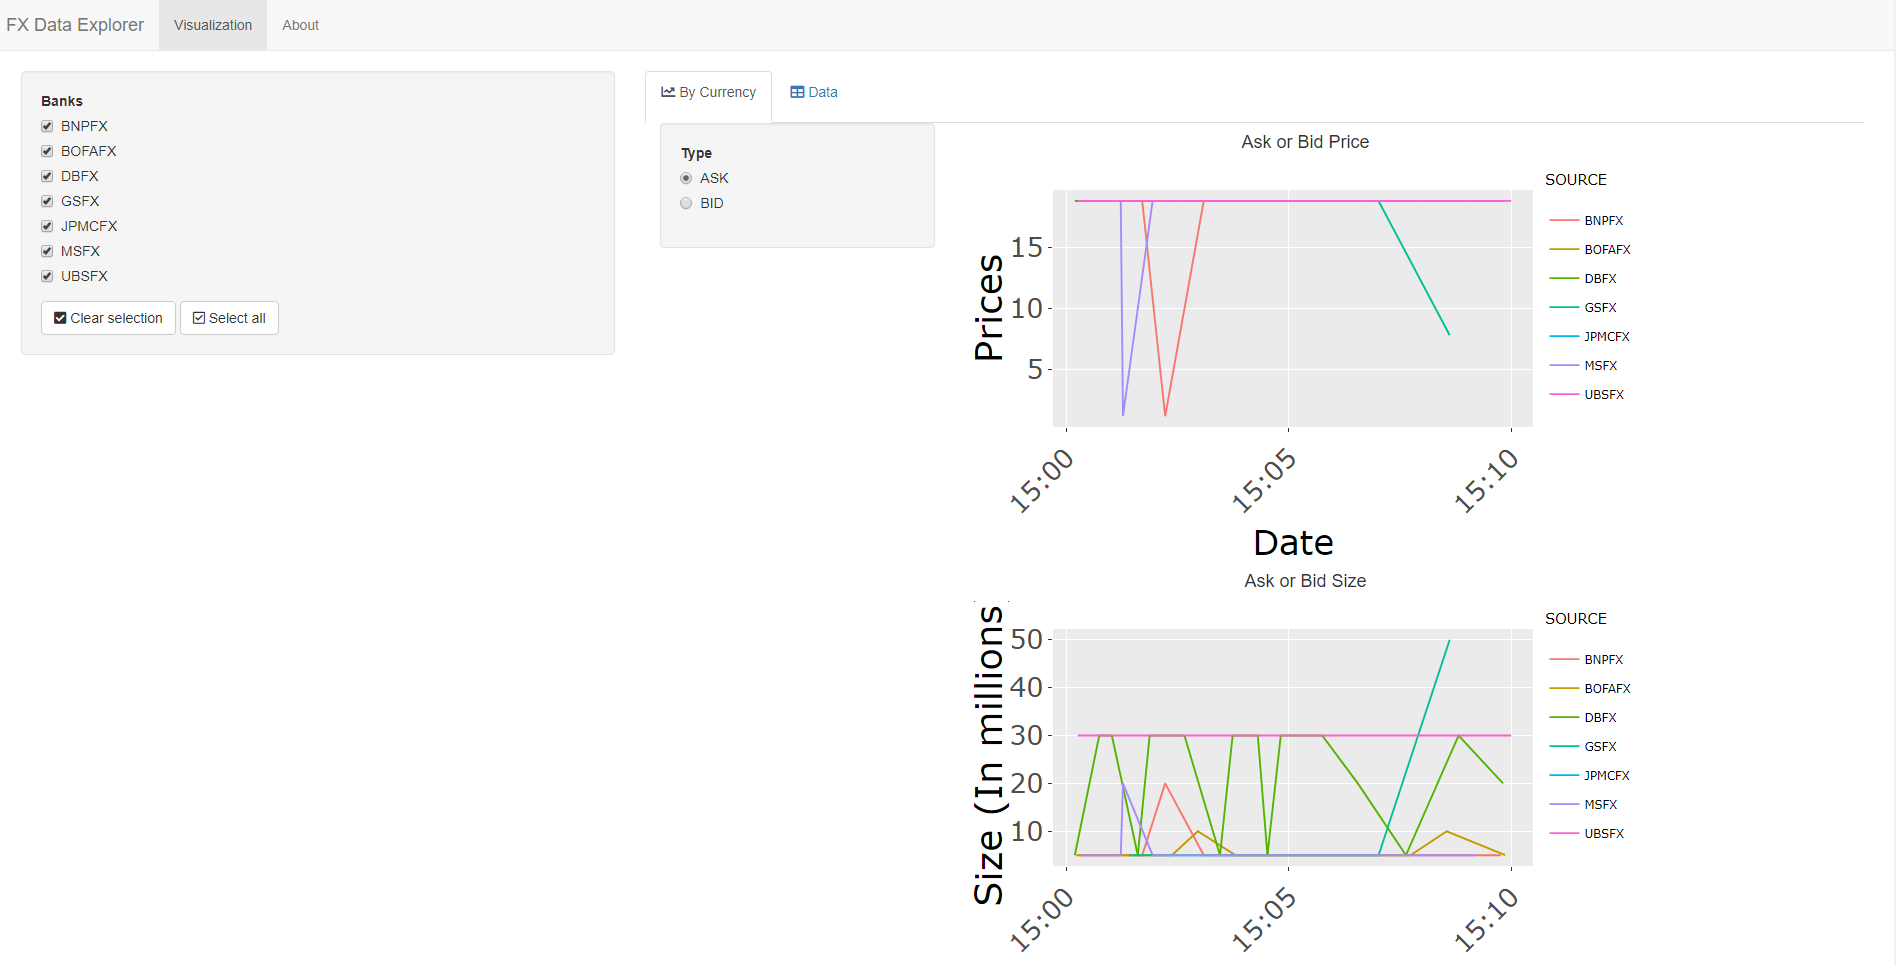 FX Data Explorer
Visualization
About
Banks
BNPFX
BOFAFX
DBFX
GSFX
JPMCFX
MSFX
UBSFX
Clear selection
Select all
By Currency
Data
Type
ASK
BID
Ask or Bid Price
Prices
15
10
5
15:00
15:05
15:10
Date
SOURCE
BNPFX
BOFAFX
DBFX
GSFX
JPMCFX
MSFX
UBSFX
Ask or Bid Size
Size (In millions
50
40
30
20
10
15:00
15:05
15:10
SOURCE
BNPFX
BOFAFX
DBFX
GSFX
JPMCFX
MSFX
UBSFX